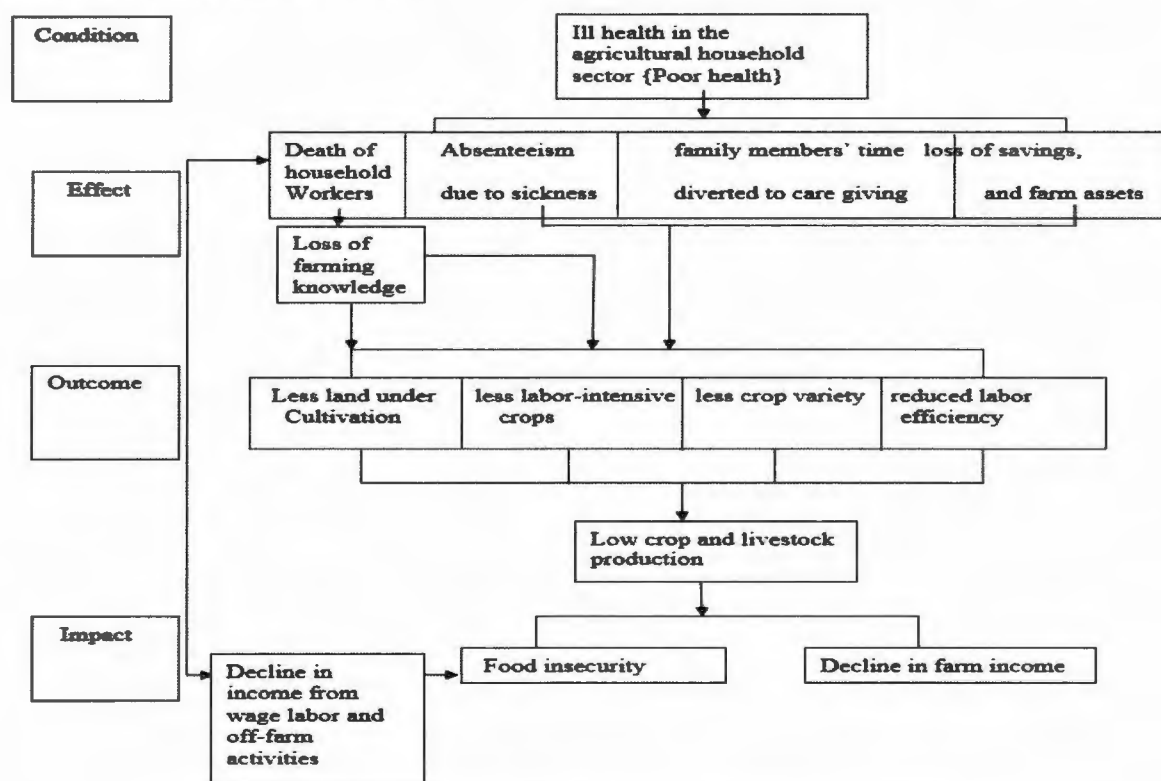 Condition
Ill health in the
agricultural household
sector {Poor health}
Effect
Death of
household
Workers
Absenteeism
due to sickness
family members' time
diverted to care giving
loss of savings,
and farm assets
Loss of
farming
knowledge
Outcome
Less land under
Cultivation
less labor-intensive
crops
less crop variety
reduced labor
efficiency
Low crop and livestock
production
Impact
Food insecurity
Decline in farm income
Decline in
income from
wage labor and
off-farm
activities